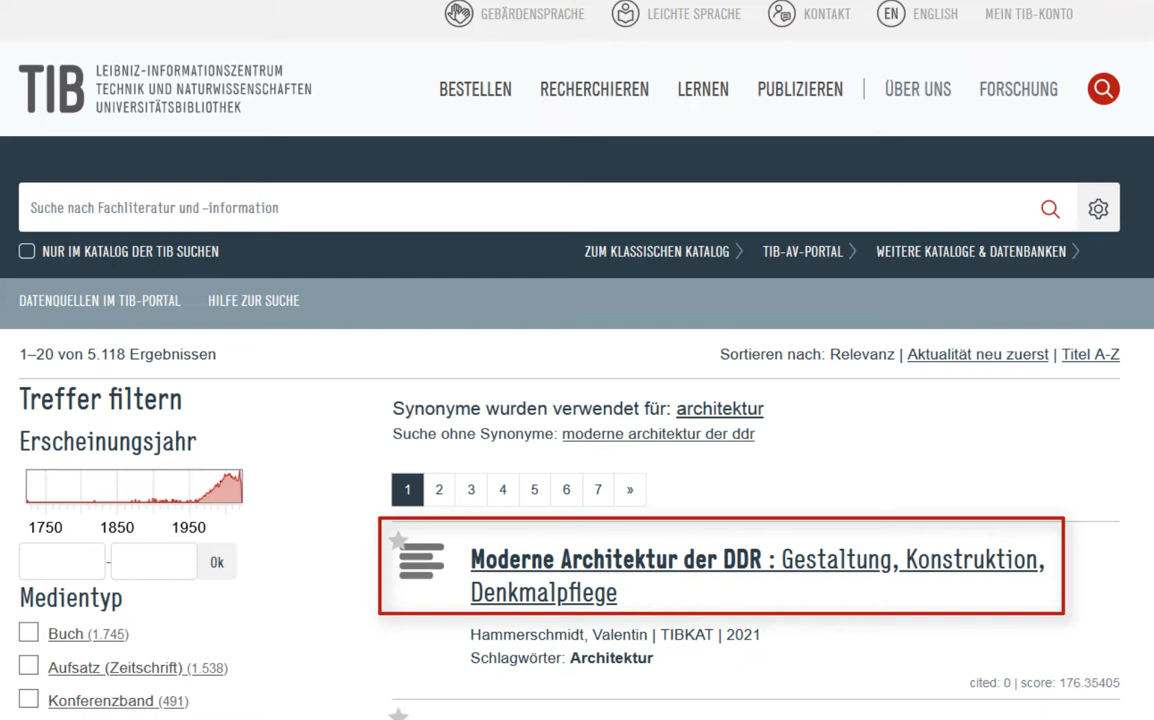 GEBÄRDENSPRACHE LEICHTE SPRACHE KONTAKT EN ENGLISH MEIN TIB-KONTO
TIB
LEIBNIZ-INFORMATIONSZENTRUM
TECHNIK UND NATURWISSENSCHAFTEN
UNIVERSITÄTSBIBLIOTHEK
BESTELLEN RECHERCHIEREN LERNEN PUBLIZIEREN | ÜBER UNS FORSCHUNG
Suche nach Fachliteratur und –information
NUR IM KATALOG DER TIB SUCHEN
ZUM KLASSISCHEN KATALOG TIB-AV-PORTAL WEITERE KATALOGE & DATENBANKEN
DATENQUELLEN IM TIB-PORTAL HILFE ZUR SUCHE
1–20 von 5.118 Ergebnissen
Sortieren nach: Relevanz | Aktualität neu zuerst | Titel A-Z
Treffer filtern
Erscheinungsjahr
1750 1850 1950
- Ok
Medientyp
Buch (1.745)
Aufsatz (Zeitschrift) (1.538)
Konferenzband (491)
Synonyme wurden verwendet für: architektur
Suche ohne Synonyme: moderne architektur der ddr
1 2 3 4 5 6 7 »
Moderne Architektur der DDR : Gestaltung, Konstruktion,
Denkmalpflege
Hammerschmidt, Valentin | TIBKAT | 2021
Schlagwörter: Architektur
cited: 0 | score: 176.35405